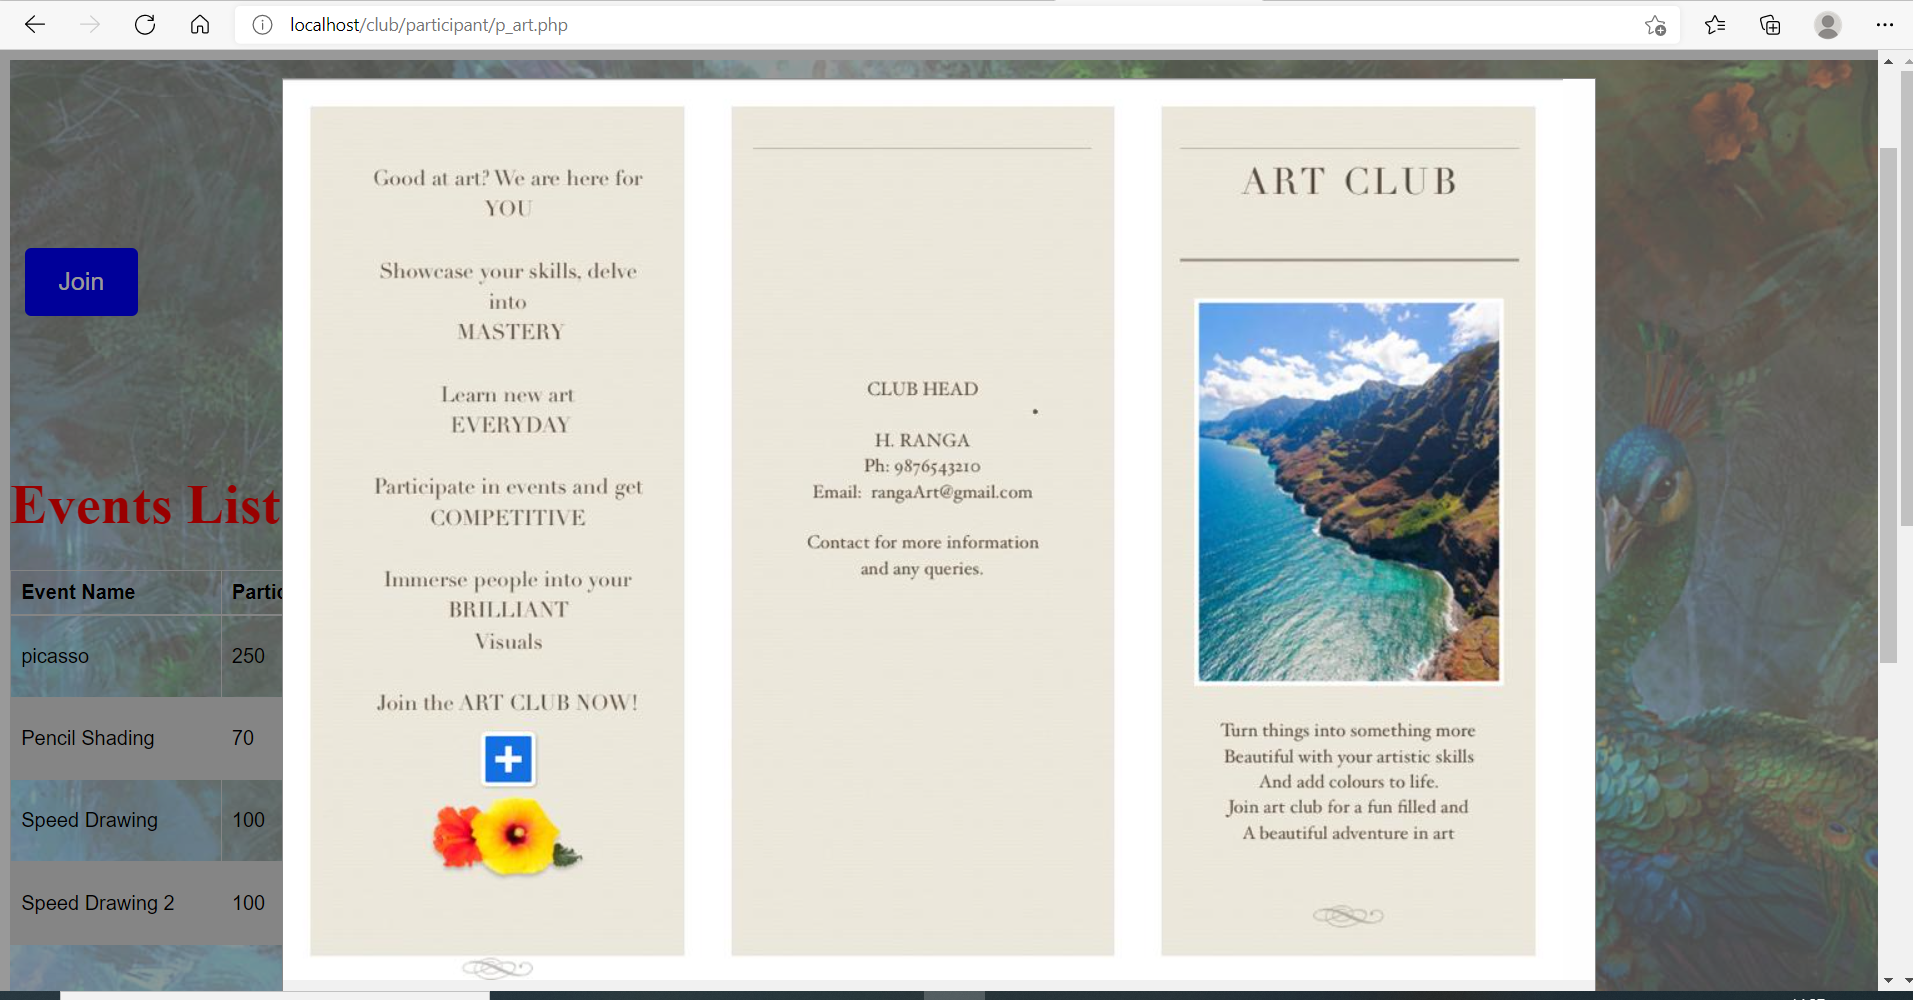 localhost/club/participant/p_art.php
Join
Events List
Event Name
picasso 250
Pencil Shading 70
Speed Drawing 100
Speed Drawing 2 100
Good at art? We are here for
YOU
Showcase your skills, delve
into
MASTERY
Learn new art
EVERYDAY
Participate in events and get
COMPETITIVE
Immerse people into your
BRILLIANT
Visuals
Join the ART CLUB NOW!
CLUB HEAD
H. RANGA
Ph: 9876543210
Email: rangaArt@gmail.com
Contact for more information
and any queries.
ART CLUB
Turn things into something more
Beautiful with your artistic skills
And add colours to life.
Join art club for a fun filled and
A beautiful adventure in art